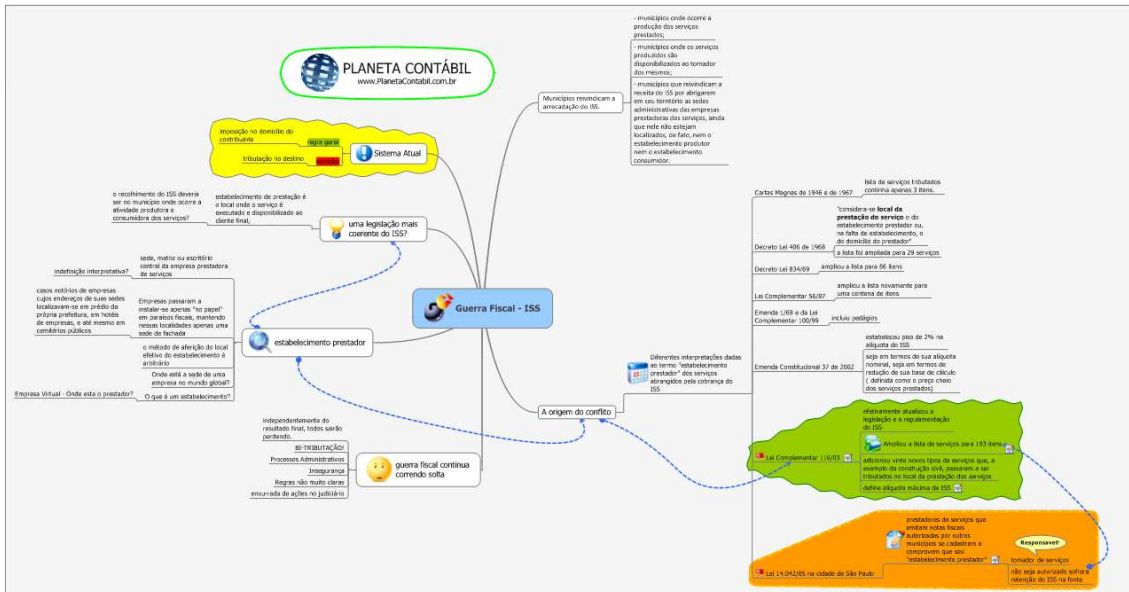 PLANETA CONTÁBIL
www.PlanetaContabil.com.br
Guerra Fiscal - ISS
Municípios reivindicam a
arrecadação do ISS.
- municípios onde ocorre a
produção dos serviços
prestados;
- municípios onde os serviços
produzidos são
disponibilizados ao tomador
dos mesmos;
- municípios que reivindicam a
receita do ISS por abrigarem
em seu território as sedes
administrativas das empresas
prestadoras dos serviços, ainda
que nele não estejam
localizados, de fato, nem o
estabelecimento produtor
nem o estabelecimento
consumidor.
Sistema Atual
imposição no domicílio do
contribuinte
regra geral
tributação no destino
uma legislação mais
coerente do ISS?
estabelecimento de prestação é
o local onde o serviço é
executado e disponibilizado ao
cliente final,
o recolhimento do ISS deveria
ser no município onde ocorre a
atividade produtora e
consumidora dos serviços?
estabelecimento prestador
sede, matriz ou escritório
central da empresa prestadora
de serviços
indefinição interpretativa?
Empresas passaram a
instalar-se apenas "no papel"
em paraísos fiscais, mantendo
nessas localidades apenas uma
sede de fachada
casos notórios de empresas
cujos endereços de suas sedes
localizavam-se em prédio da
própria prefeitura, em hotéis
de empresas, e até mesmo em
cemitérios públicos
o método de aferição do local
efetivo do estabelecimento é
arbitrário
Onde está a sede de uma
empresa no mundo global?
O que é um estabelecimento?
Empresa Virtual - Onde esta o prestador?
guerra fiscal continua
correndo solta
independentemente do
resultado final, todos sairão
perdendo.
BI-TRIBUTAÇÃO!
Processos Administrativos
Insegurança
Regras não muito claras
enxurrada de ações no judiciário
A origem do conflito
Diferentes interpretações dadas
ao termo "estabelecimento
prestador" dos serviços
abrangidos pela cobrança do
ISS
Cartas Magnas de 1946 e de 1967
lista de serviços tributados
continha apenas 3 itens.
Decreto Lei 406 de 1968
"considera-se local da
prestação do serviço o do
estabelecimento prestador ou,
na falta de estabelecimento, o
do domicílio do prestador"
a lista foi ampliada para 29 serviços
Decreto Lei 834/69
ampliou a lista para 66 itens
Lei Complementar 56/87
ampliou a lista novamente para
uma centena de itens
Emenda 1/69 e da Lei
Complementar 100/99
incluiu pedágios
Emenda Constitucional 37 de 2002
estabeleceu piso de 2% na
alíquota do ISS
seja em termos de sua alíquota
nominal, seja em termos de
redução de sua base de cálculo
( definida como o preço cheio
dos serviços prestados)
Lei Complementar 116/03
efetivamente atualizou a
legislação e a regulamentação
do ISS
Ampliou a lista de serviços para 193 itens
adicionou vinte novos tipos de serviços que, a
exemplo da construção civil, passaram a ser
tributados no local da prestação dos serviços
define alíquota máxima de ISS
Lei 14.042/05 na cidade de São Paulo
prestadores de serviços que
emitam notas fiscais
autorizadas por outros
municípios se cadastrem e
comprovem que seu
"estabelecimento prestador"
Responsavel!
tomador de serviços
não seja autorizado sofrerá
retenção do ISS na fonte